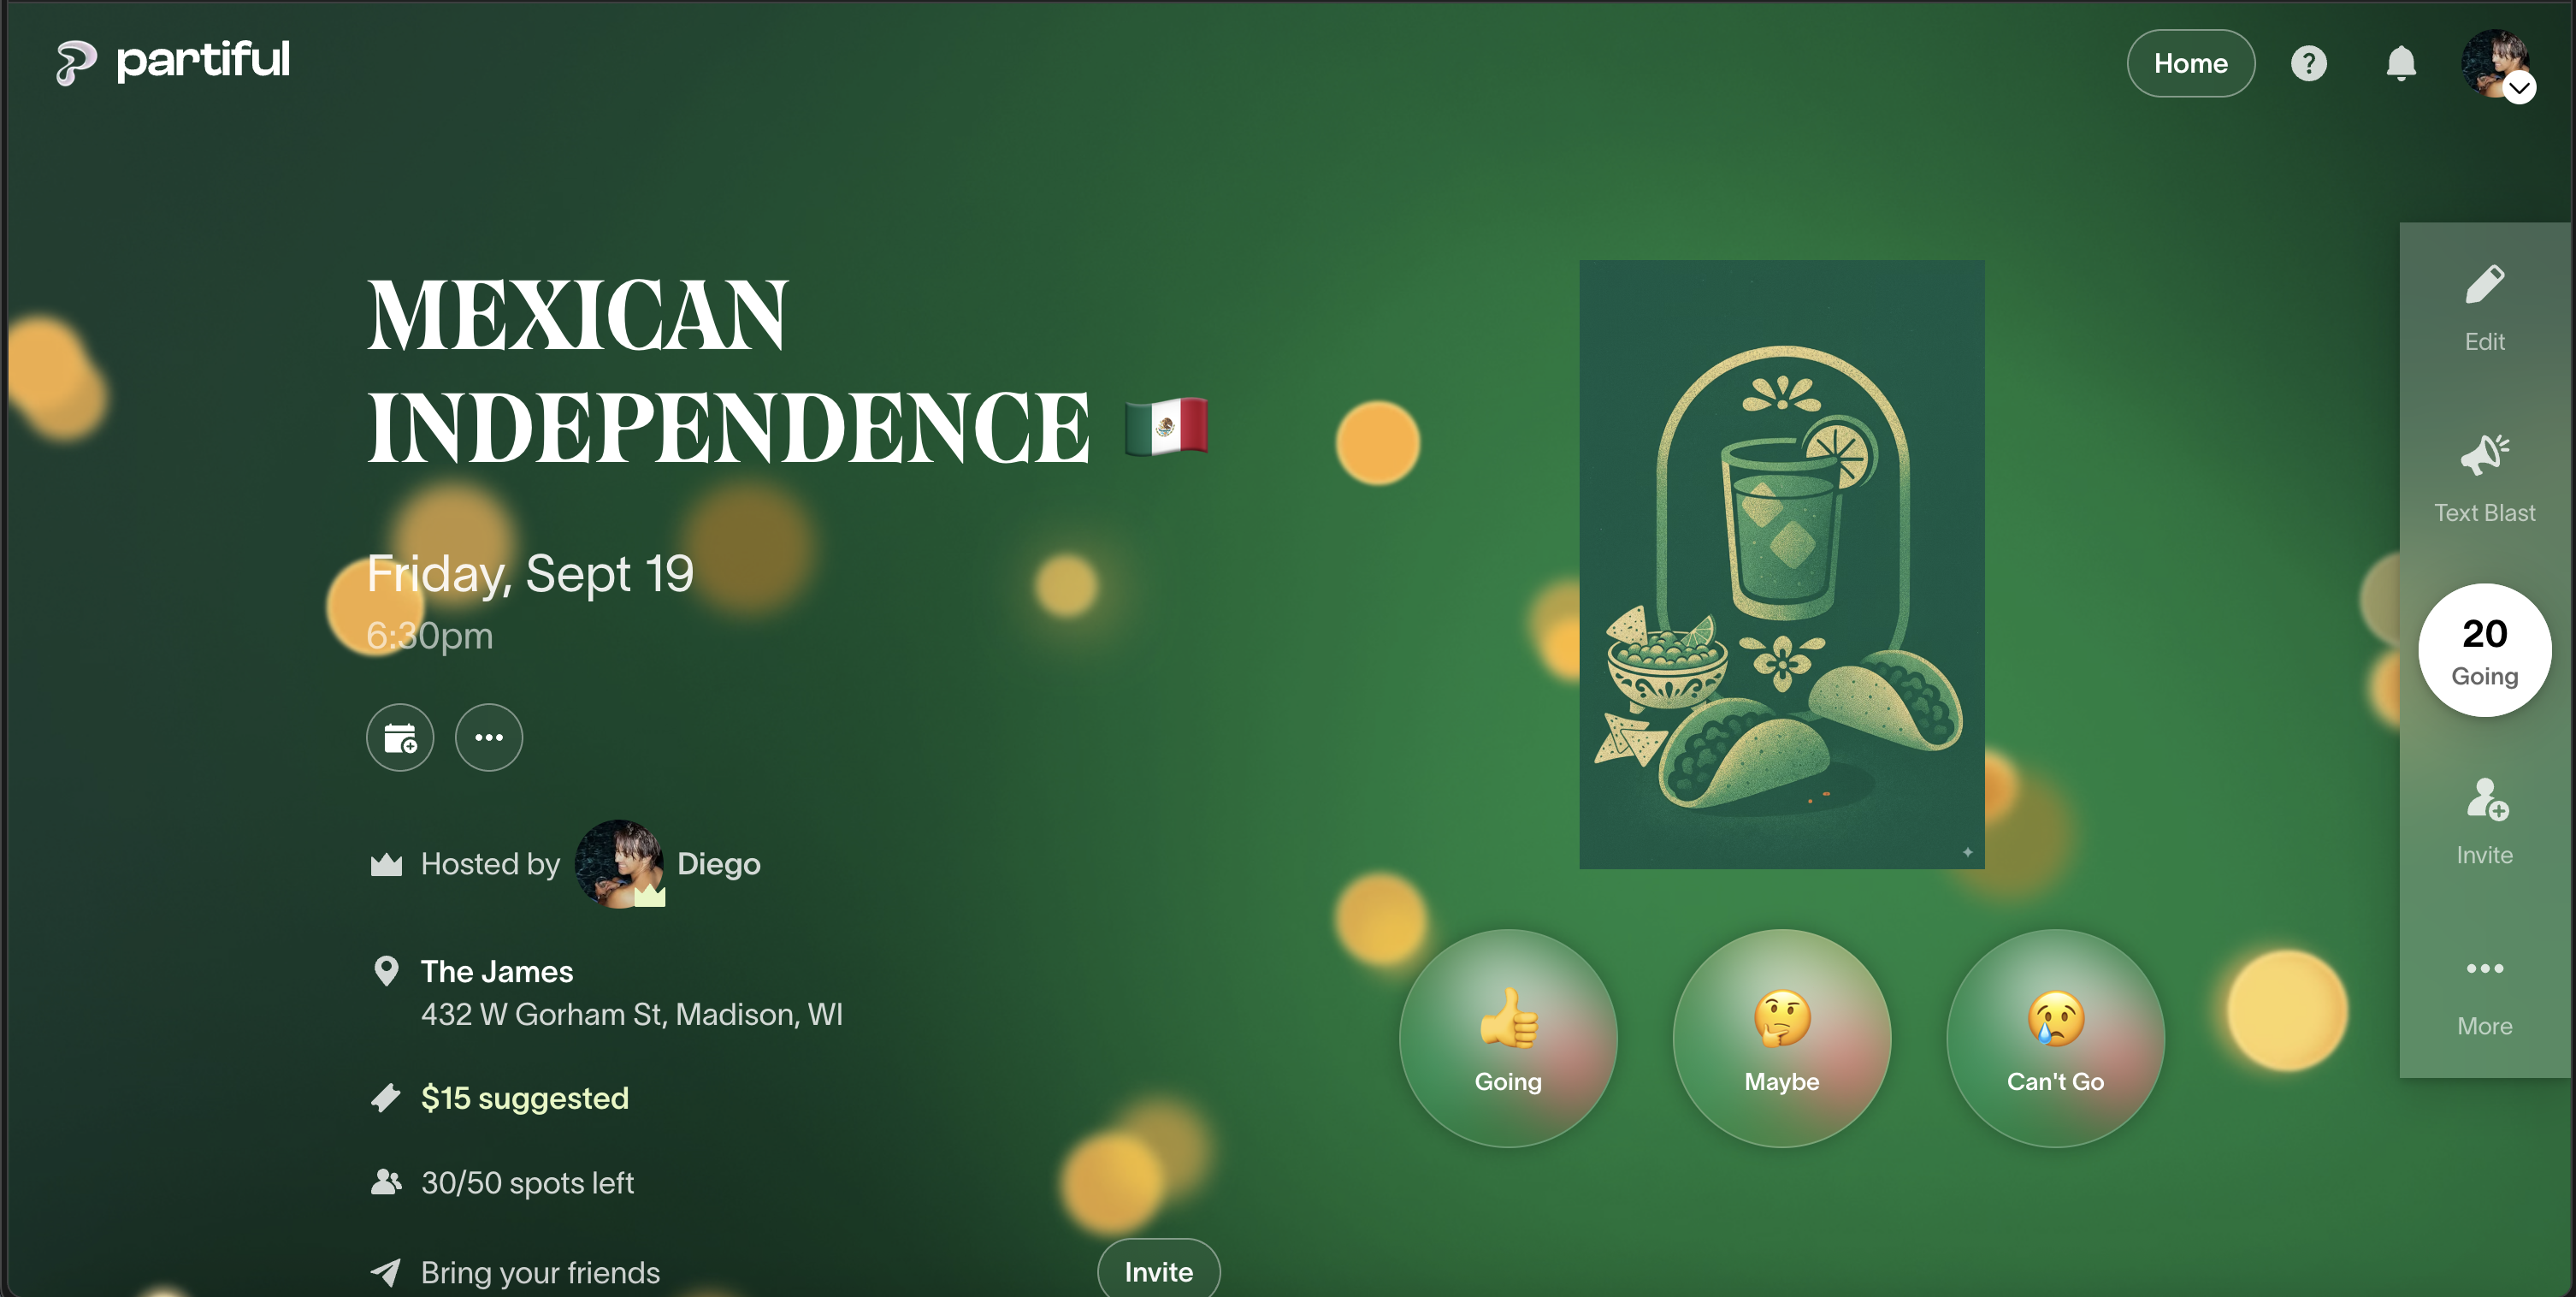 partiful
Home
?
MEXICAN
INDEPENDENCE 🇲🇽
Friday, Sept 19
6:30pm
Hosted by Diego
The James
432 W Gorham St, Madison, WI
$15 suggested
30/50 spots left
Bring your friends
Invite
Going
Maybe
Can't Go
Edit
Text Blast
20
Going
Invite
More